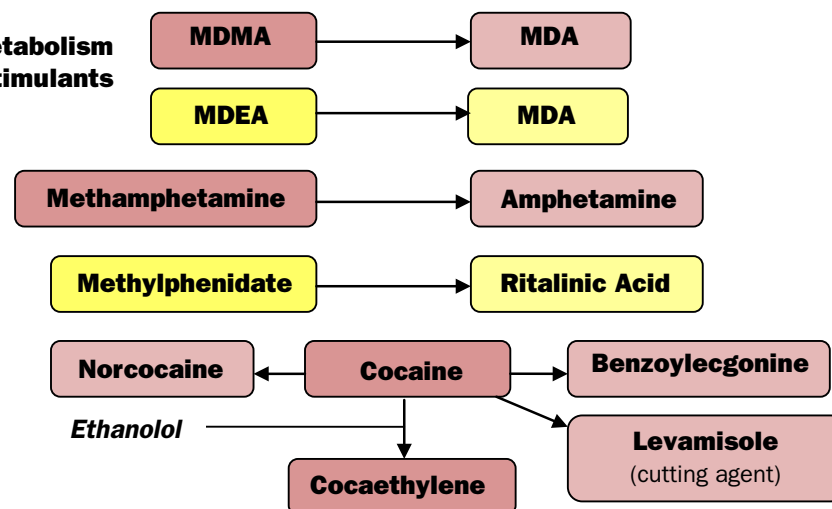 MDMA
MDA
etabolism
timulants
MDEA
MDA
Methamphetamine
Amphetamine
Methylphenidate
Ritalinic Acid
Norcocaine
Cocaine
Benzoylecgonine
Ethanolol
Levamisole
(cutting agent)
Cocaethylene